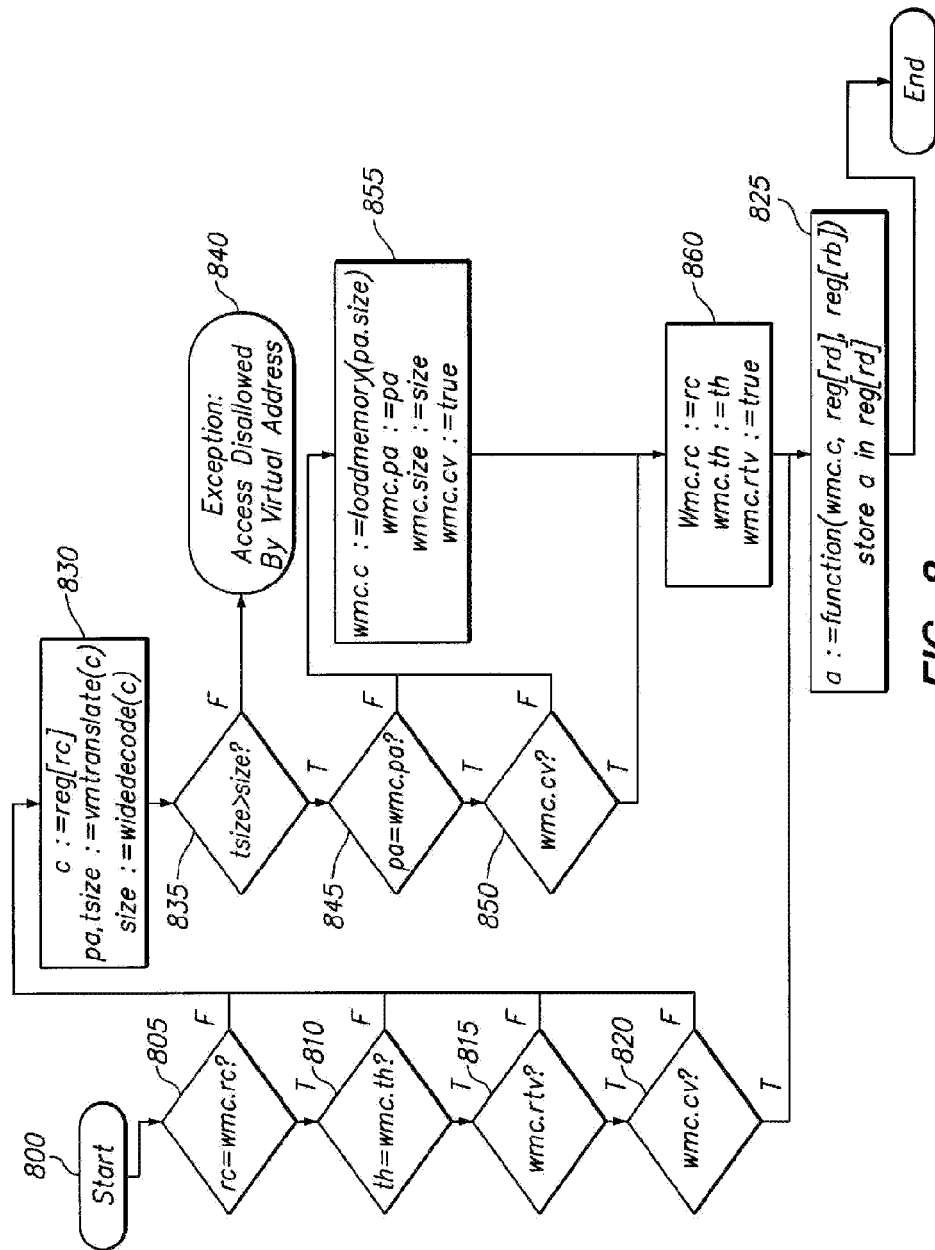 800
Start
805
rc=wmc.rc?
F
T
810
th=wmc.th?
F
T
815
wmc.rtv?
F
T
820
wmc.cv?
F
T
830
c :=reg[rc]
pa,tsize :=vmtranslate(c)
size :=widedecode(c)
835
tsize>size?
F
T
840
Exception:
Access Disallowed
By Virtual Address
845
pa=wmc.pa?
F
T
850
wmc.cv?
F
T
855
wmc.c :=loadmemory(pa.size)
wmc.pa :=pa
wmc.size :=size
wmc.cv :=true
860
Wmc.rc :=rc
wmc.th :=th
wmc.rtv :=true
825
a :=function(wmc.c, reg[rd], reg[rb])
store a in reg[rd]
End